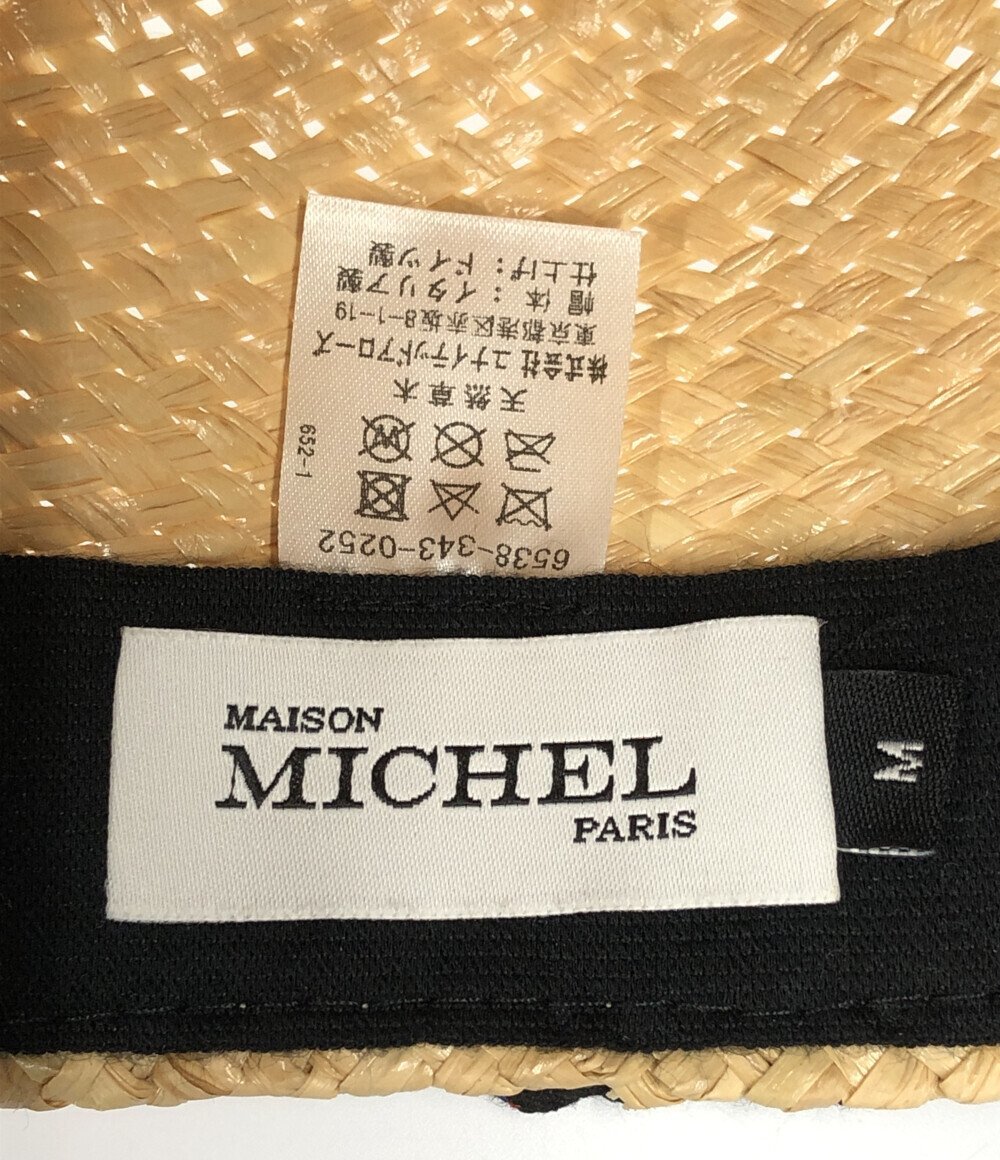 6538-343-0252
天然草木
株式会社ユナイテッドアローズ
東京都港区赤坂8-1-19
帽 体：イタリア製
仕上げ：ドイツ製
652-1
MAISON
MICHEL
PARIS
M